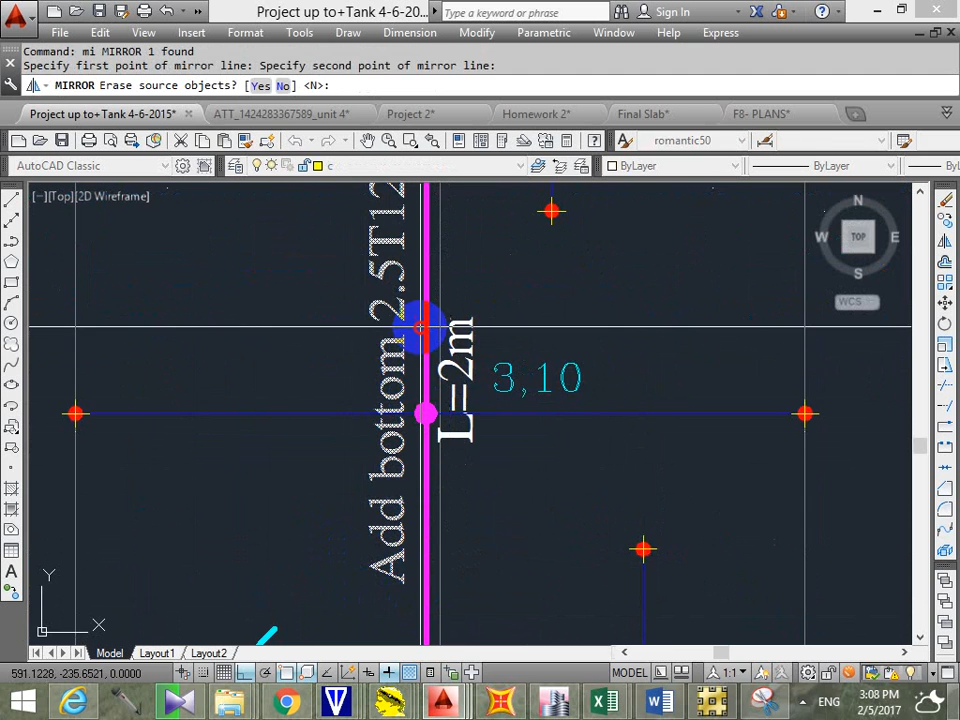 Project up to+Tank 4-6-20...
Type a keyword or phrase
Sign In
File Edit View Insert Format Tools Draw Dimension Modify Parametric Window Help Express
Command: mi MIRROR 1 found
Specify first point of mirror line: Specify second point of mirror line:
MIRROR Erase source objects? [Yes No] <N>:
Project up to+Tank 4-6-2015* ATT_1424283367589_unit 4* Project 2* Homework 2* Final Slab* F8- PLANS*
romantic50
AutoCAD Classic c ByLayer ByLayer ByLay
[−][Top][2D Wireframe]
N
W TOP E
S
WCS
Add bottom 2.5T12
L=2m
3,10
Y
X
Model Layout1 Layout2
591.1228, -235.6521, 0.0000 MODEL 1:1
ENG 3:08 PM
2/5/2017